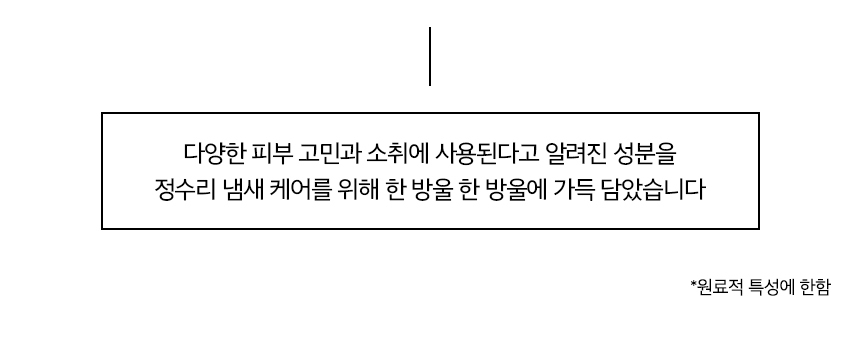 다양한 피부 고민과 소취에 사용된다고 알려진 성분을
정수리 냄새 케어를 위해 한 방울 한 방울에 가득 담았습니다
*원료적 특성에 한함